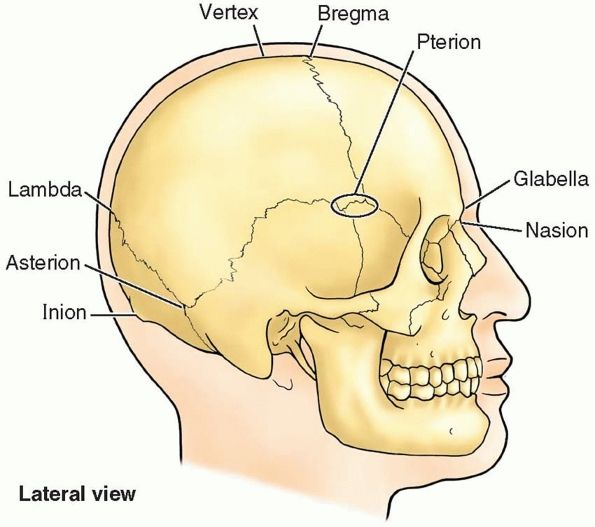 Vertex
Bregma
Pterion
Glabella
Nasion
Lambda
Asterion
Inion
Lateral view